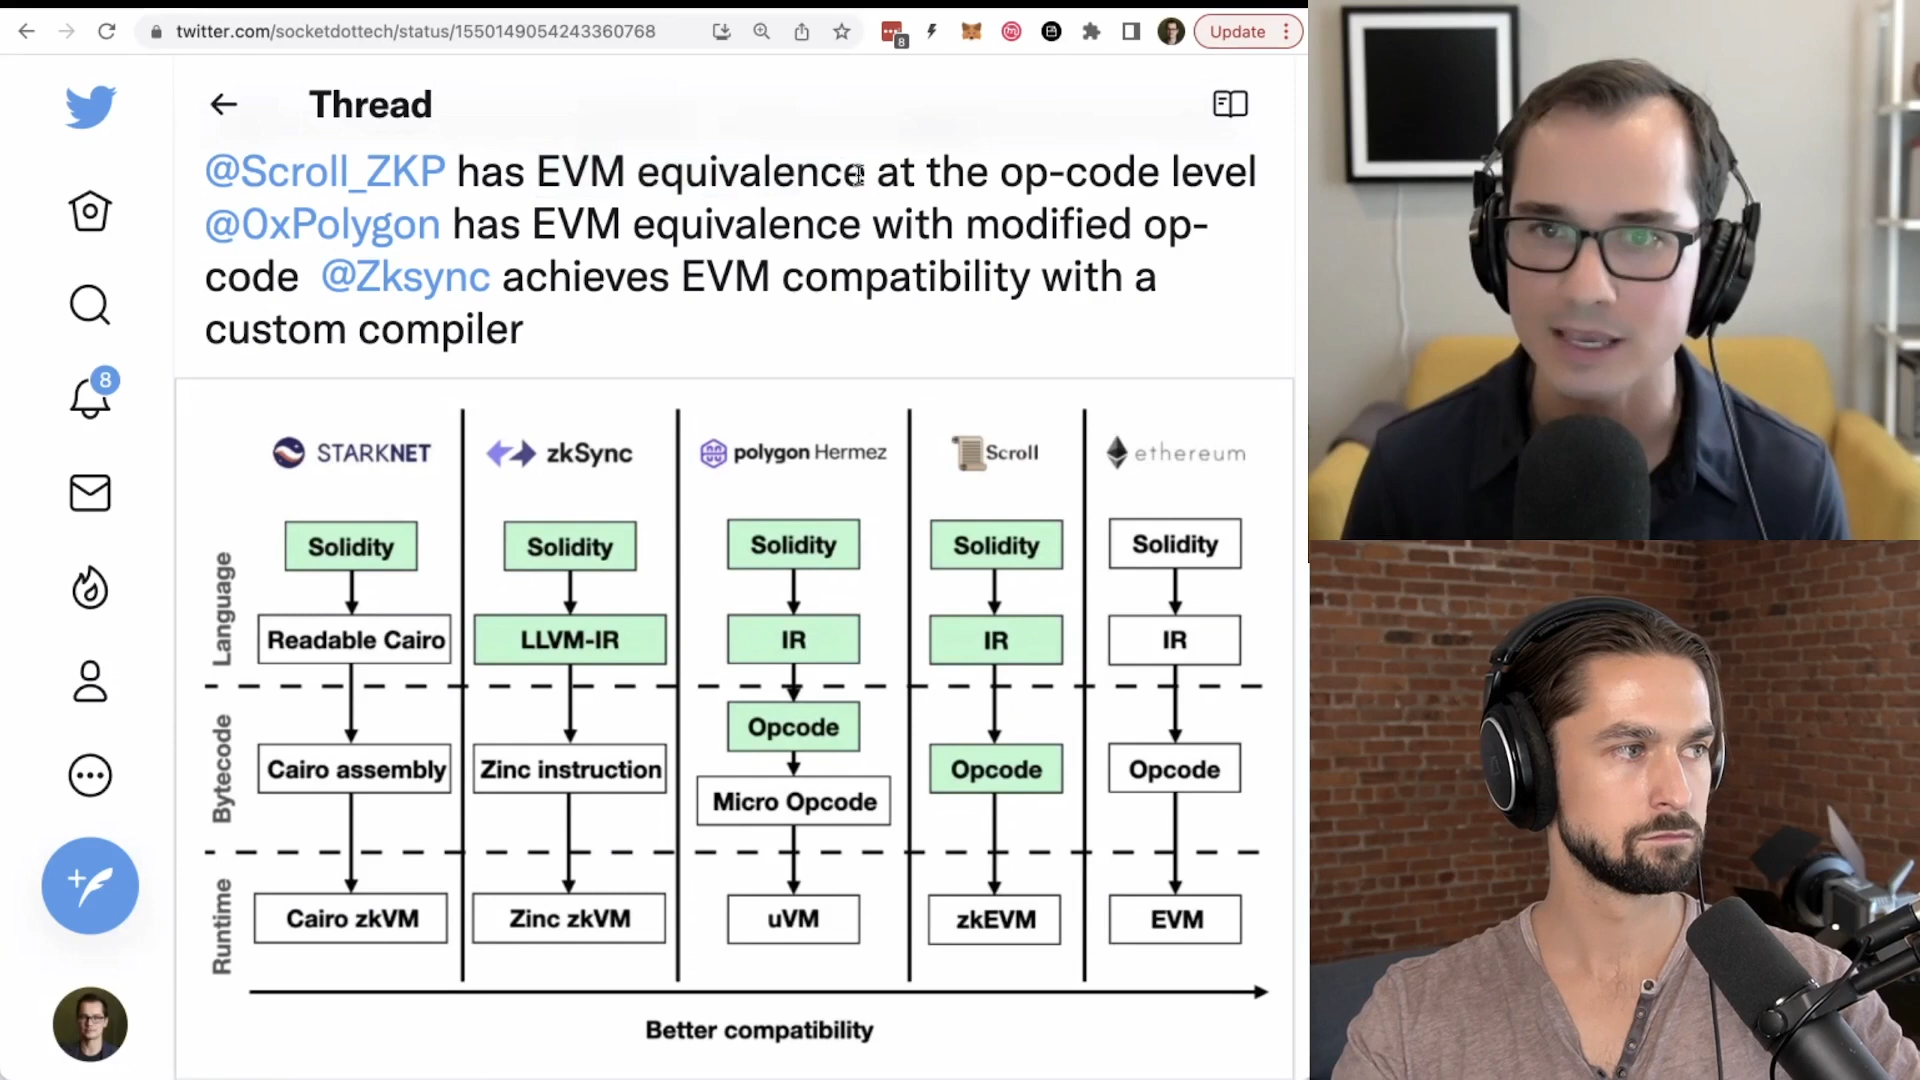 twitter.com/socketdottech/status/1550149054243360768
8
Update
Thread
@Scroll_ZKP has EVM equivalence at the op-code level
@0xPolygon has EVM equivalence with modified op-
code @Zksync achieves EVM compatibility with a
custom compiler
8
STARKNET
zkSync
polygon Hermez
Scroll
ethereum
Language
Solidity
Solidity
Solidity
Solidity
Solidity
Readable Cairo
LLVM-IR
IR
IR
IR
Bytecode
Opcode
Cairo assembly
Zinc instruction
Micro Opcode
Opcode
Opcode
Runtime
Cairo zkVM
Zinc zkVM
uVM
zkEVM
EVM
Better compatibility